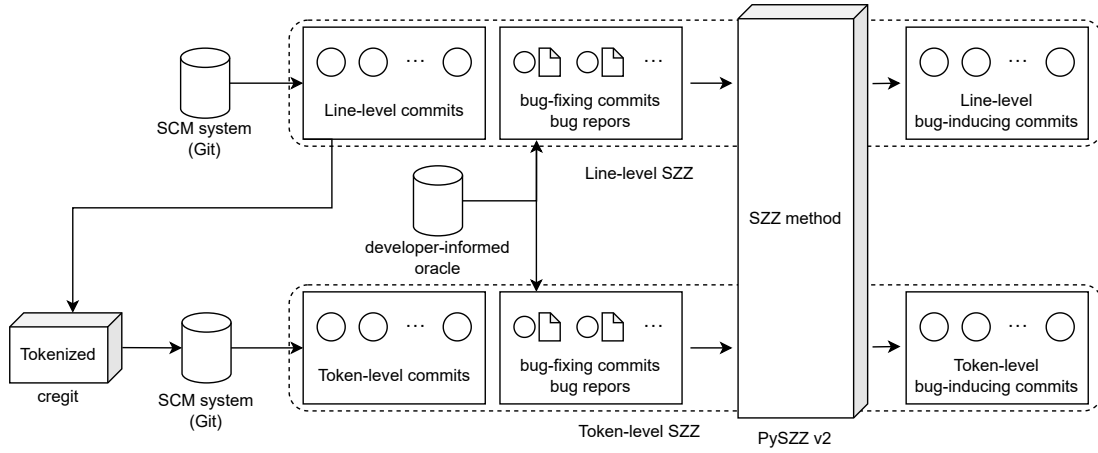 Line-level commits
bug-fixing commits
bug repors
Line-level
bug-inducing commits
SCM system
(Git)
Line-level SZZ
developer-informed
oracle
SZZ method
Tokenized
cregit
SCM system
(Git)
Token-level commits
bug-fixing commits
bug repors
Token-level
bug-inducing commits
Token-level SZZ
PySZZ v2